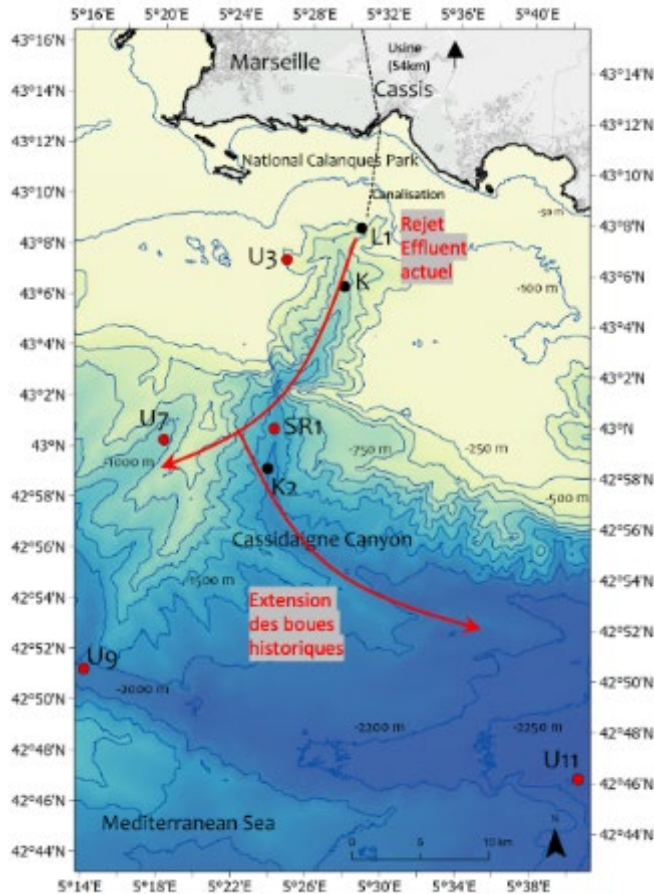 5°16'E 5°20'E 5°24'E 5°28'E 5°32'E 5°36'E 5°40'E
43°16'N
43°14'N
43°12'N
43°10'N
43°8'N
43°6'N
43°4'N
43°2'N
43°N
42°58'N
42°56'N
42°54'N
42°52'N
42°50'N
42°48'N
42°46'N
42°44'N
Marseille
Usine
(54km)
Cassis
National Calanques Park
Canalisation
-50 m
L1
Rejet
Effluent
actuel
U3
K
-100 m
U7
SR1
-750 m
-250 m
-1000 m
K2
-500 m
Cassidaigne Canyon
-1500 m
Extension
des boues
historiques
U9
-2000 m
-2200 m
-2250 m
U11
Mediterranean Sea
N
0 5 10 km
43°14'N
43°12'N
43°10'N
43°8'N
43°6'N
43°4'N
43°2'N
43°N
42°58'N
42°56'N
42°54'N
42°52'N
42°50'N
42°48'N
42°46'N
42°44'N
5°14'E 5°18'E 5°22'E 5°26'E 5°30'E 5°34'E 5°38'E